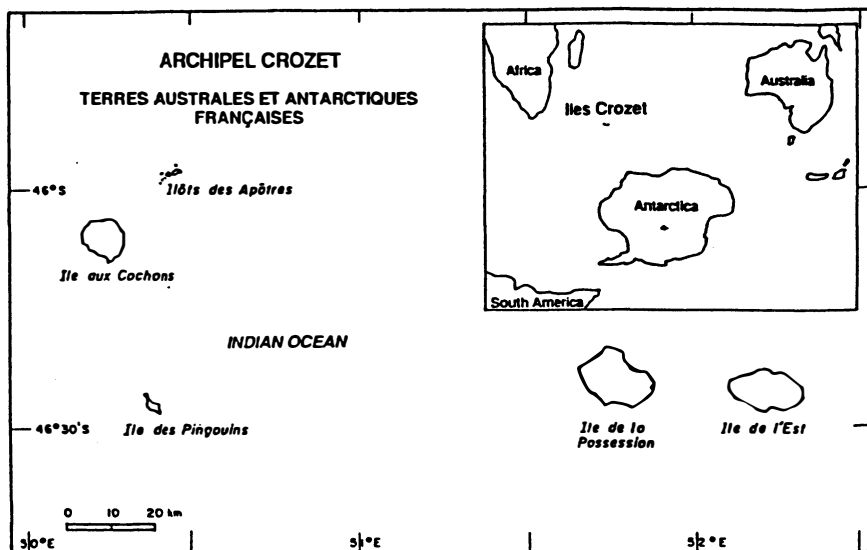 ARCHIPEL CROZET
TERRES AUSTRALES ET ANTARCTIQUES
FRANÇAISES
Africa
Australia
Iles Crozet
Antarctica
South America
46°S
Ilôts des Apôtres
Ile aux Cochons
INDIAN OCEAN
46°30'S
Ile des Pingouins
Ile de la
Possession
Ile de l'Est
0 10 20 km
50°E 51°E 52°E